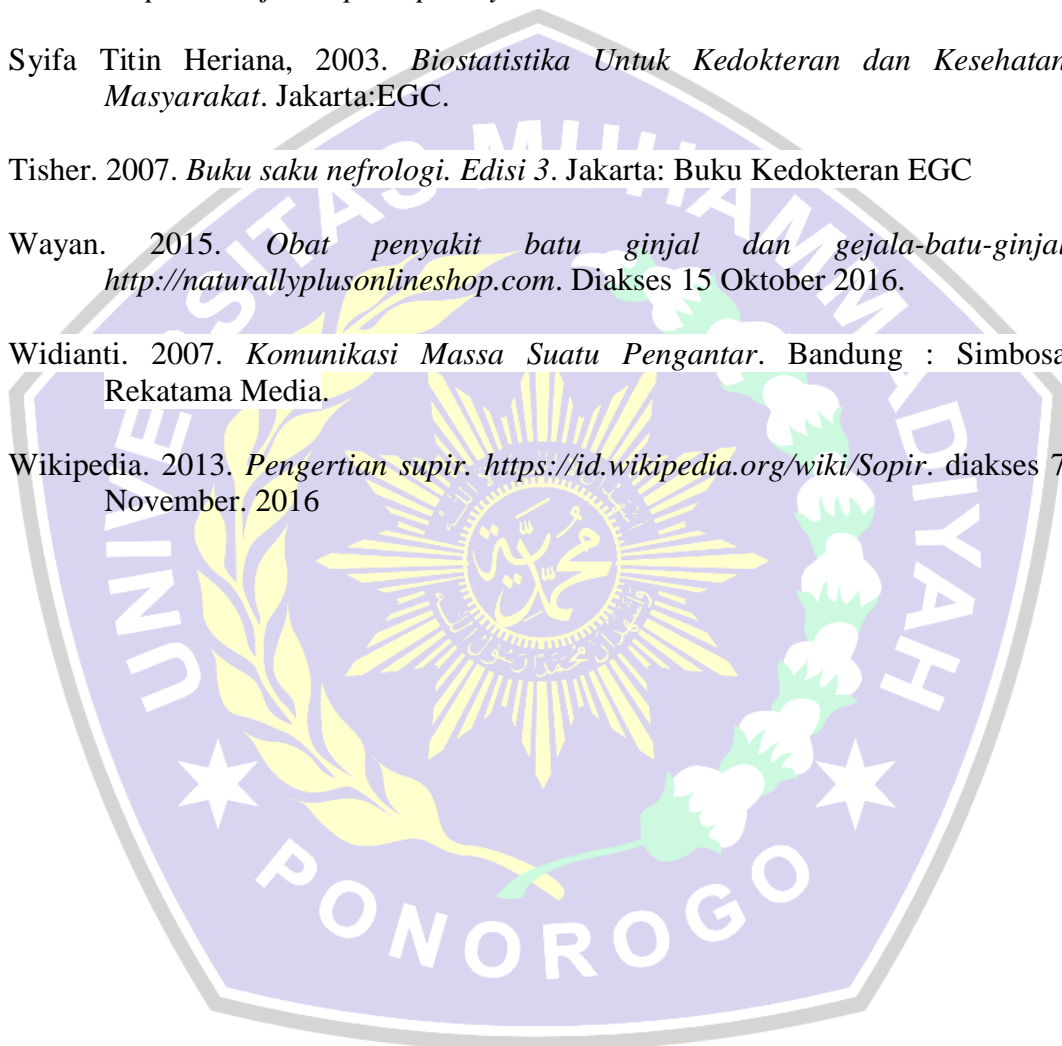 Syifa Titin Heriana, 2003. Biostatistika Untuk Kedokteran dan Kesehatan
Masyarakat. Jakarta:EGC.
Tisher. 2007. Buku saku nefrologi. Edisi 3. Jakarta: Buku Kedokteran EGC
Wayan. 2015. Obat penyakit batu ginjal dan gejala-batu-ginjal
http://naturallyplusonlineshop.com. Diakses 15 Oktober 2016.
Widianti. 2007. Komunikasi Massa Suatu Pengantar. Bandung : Simbosa
Rekatama Media.
Wikipedia. 2013. Pengertian supir. https://id.wikipedia.org/wiki/Sopir. diakses 7
November. 2016
UNIVERSITAS MUHAMMADIYAH
PONOROGO
محمدية